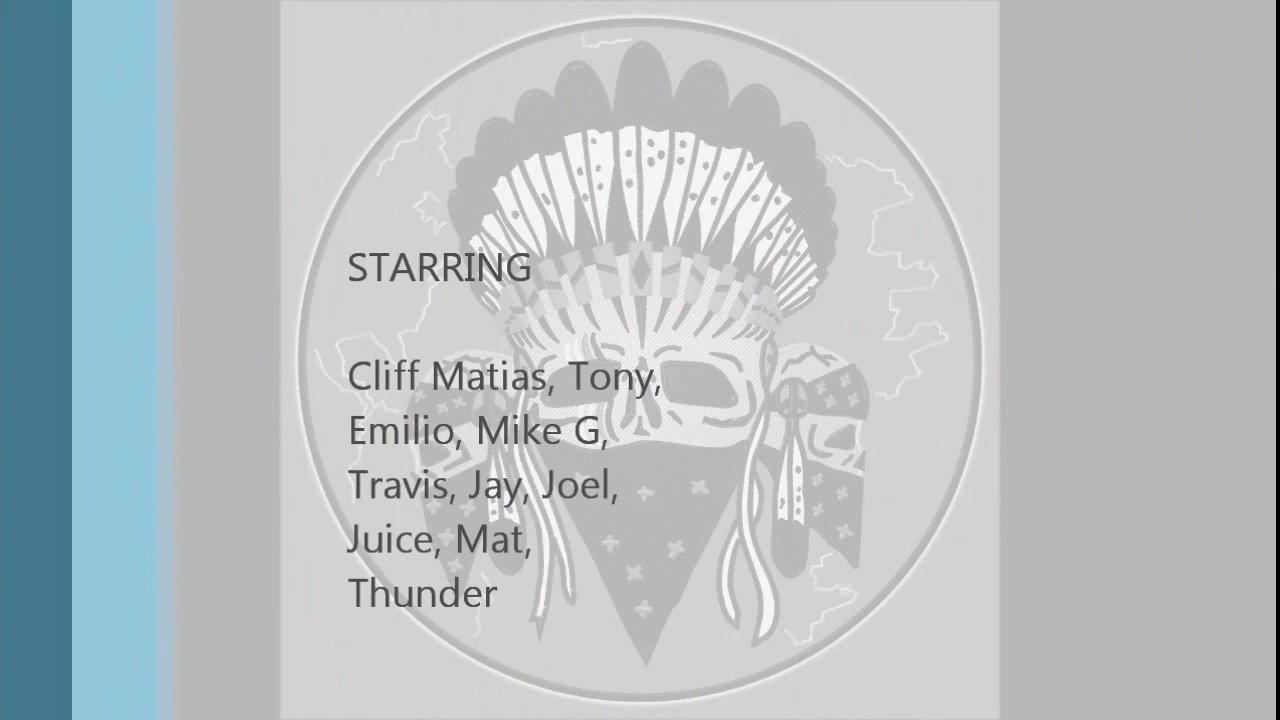 STARRING
Cliff Matias, Tony,
Emilio, Mike G,
Travis, Jay, Joel,
Juice, Mat,
Thunder